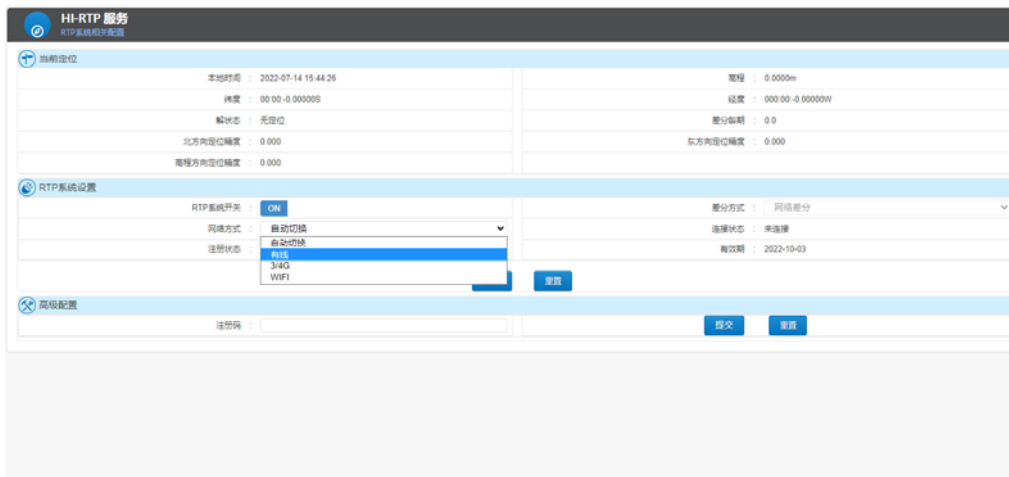 HI-RTP 服务
RTP系统相关配置
当前定位
本地时间 : 2022-07-14 15:44:26
高程 : 0.0000m
纬度 : 00:00:-0.00000S
经度 : 000:00:-0.00000W
解状态 : 无定位
差分龄期 : 0.0
北方向定位精度 : 0.000
东方向定位精度 : 0.000
高程方向定位精度 : 0.000
RTP系统设置
RTP系统开关 : ON
差分方式 : 网络差分
网络方式 : 自动切换
连接状态 : 未连接
注册状态 :
有效期 : 2022-10-03
自动切换
有线
3/4G
WIFI
重置
高级配置
注册码 :
提交
重置